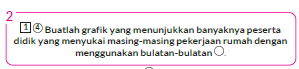 2
1 ④ Buatlah grafik yang menunjukkan banyaknya peserta
didik yang menyukai masing-masing pekerjaan rumah dengan
menggunakan bulatan-bulatan ○.